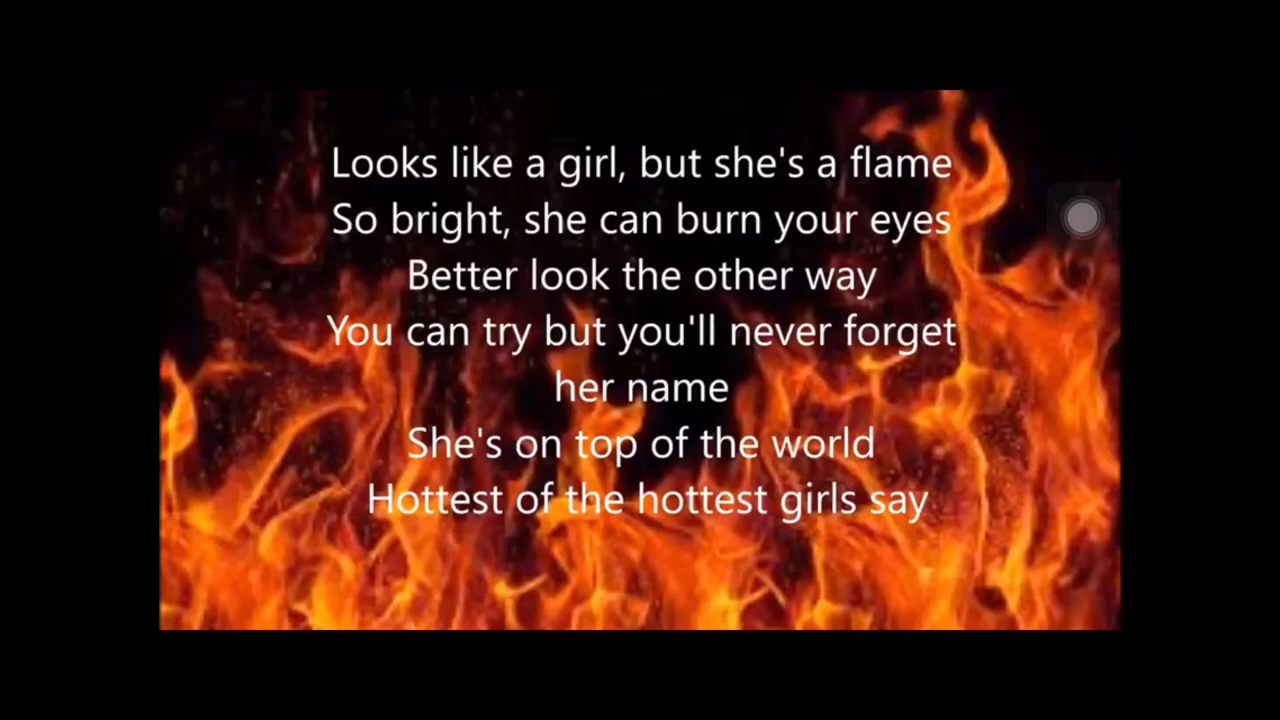 Looks like a girl, but she's a flame
So bright, she can burn your eyes
Better look the other way
You can try but you'll never forget
her name
She's on top of the world
Hottest of the hottest girls say